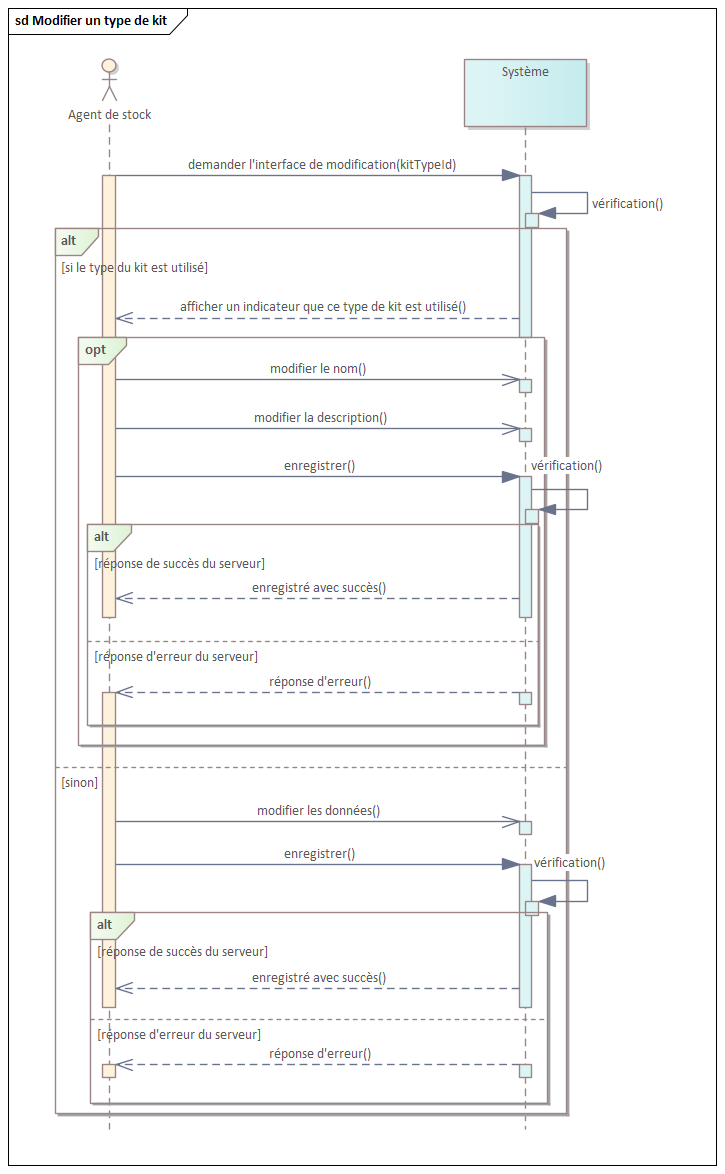 sd Modifier un type de kit
Système
Agent de stock
demander l'interface de modification(kitTypeId)
vérification()
alt
[si le type du kit est utilisé]
afficher un indicateur que ce type de kit est utilisé()
opt
modifier le nom()
modifier la description()
enregistrer()
vérification()
alt
[réponse de succès du serveur]
enregistré avec succès()
[réponse d'erreur du serveur]
réponse d'erreur()
[sinon]
modifier les données()
enregistrer()
vérification()
alt
[réponse de succès du serveur]
enregistré avec succès()
[réponse d'erreur du serveur]
réponse d'erreur()